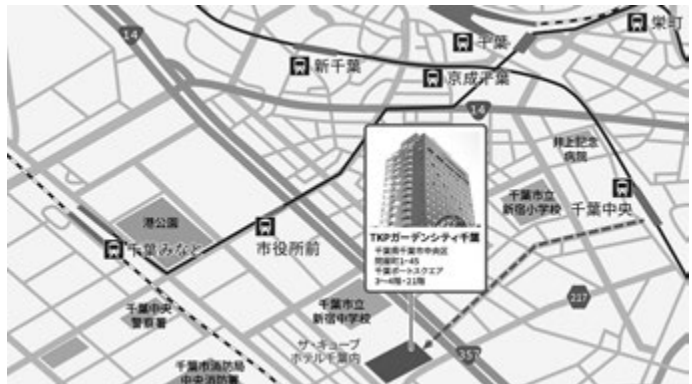 14
栄町
千葉
新千葉
京成千葉
14
井上記念
病院
千葉市立
新宿小学校
千葉中央
TKPガーデンシティ千葉
千葉県千葉市中央区
問屋町1-45
千葉ポートスクエア
3~4階・21階
港公園
千葉みなと
市役所前
217
千葉中央
警察署
千葉市立
新宿中学校
ザ・キューブ
ホテル千葉内
357
千葉市消防局
中央消防署